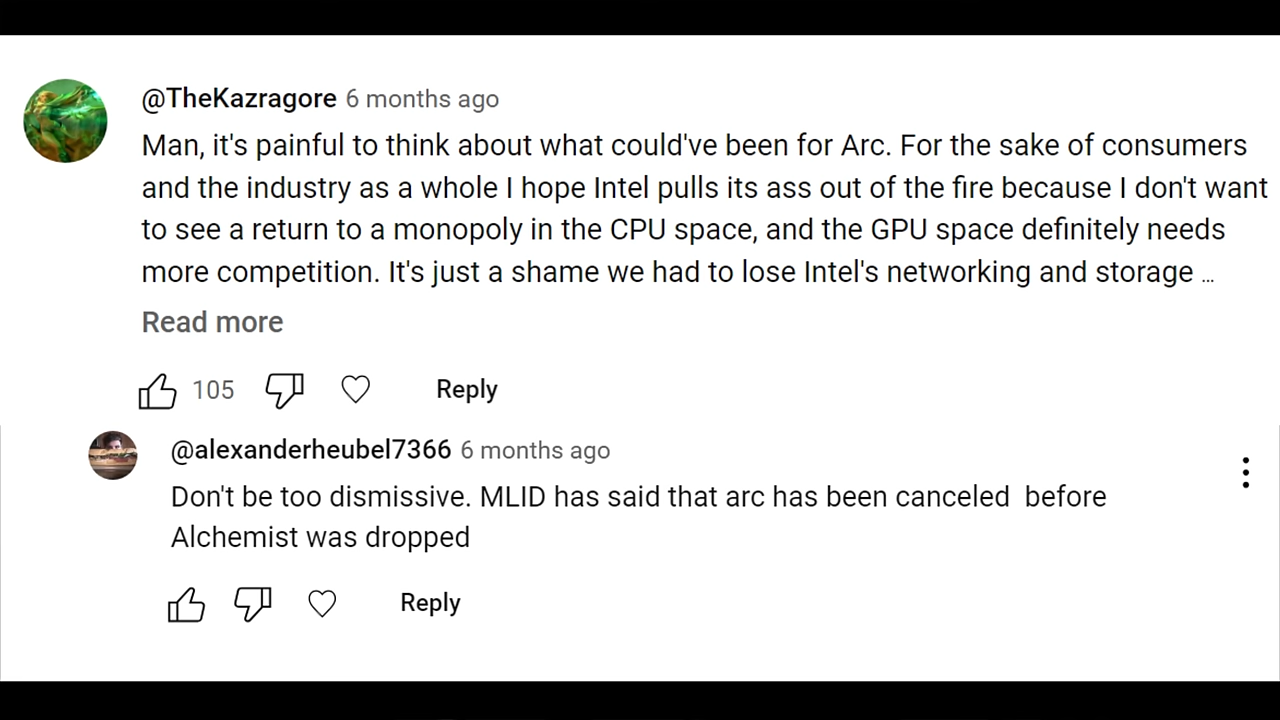 @TheKazragore 6 months ago
Man, it's painful to think about what could've been for Arc. For the sake of consumers
and the industry as a whole I hope Intel pulls its ass out of the fire because I don't want
to see a return to a monopoly in the CPU space, and the GPU space definitely needs
more competition. It's just a shame we had to lose Intel's networking and storage ...
Read more
105 Reply
@alexanderheubel7366 6 months ago
Don't be too dismissive. MLID has said that arc has been canceled  before
Alchemist was dropped
Reply